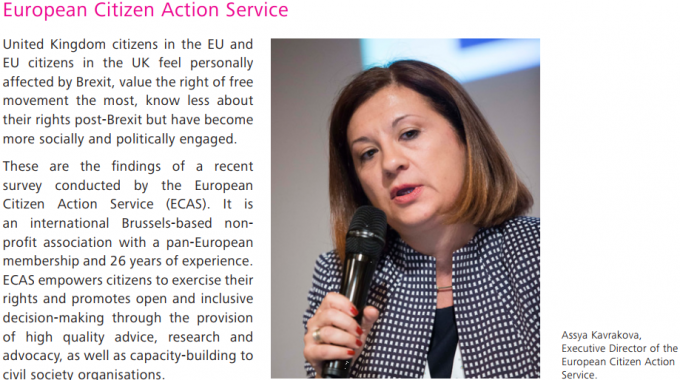 European Citizen Action Service
United Kingdom citizens in the EU and
EU citizens in the UK feel personally
affected by Brexit, value the right of free
movement the most, know less about
their rights post-Brexit but have become
more socially and politically engaged.
These are the findings of a recent
survey conducted by the European
Citizen Action Service (ECAS). It is
an international Brussels-based non-
profit association with a pan-European
membership and 26 years of experience.
ECAS empowers citizens to exercise their
rights and promotes open and inclusive
decision-making through the provision
of high quality advice, research and
advocacy, as well as capacity-building to
civil society organisations.
Assya Kavrakova,
Executive Director of the
European Citizen Action
Service.